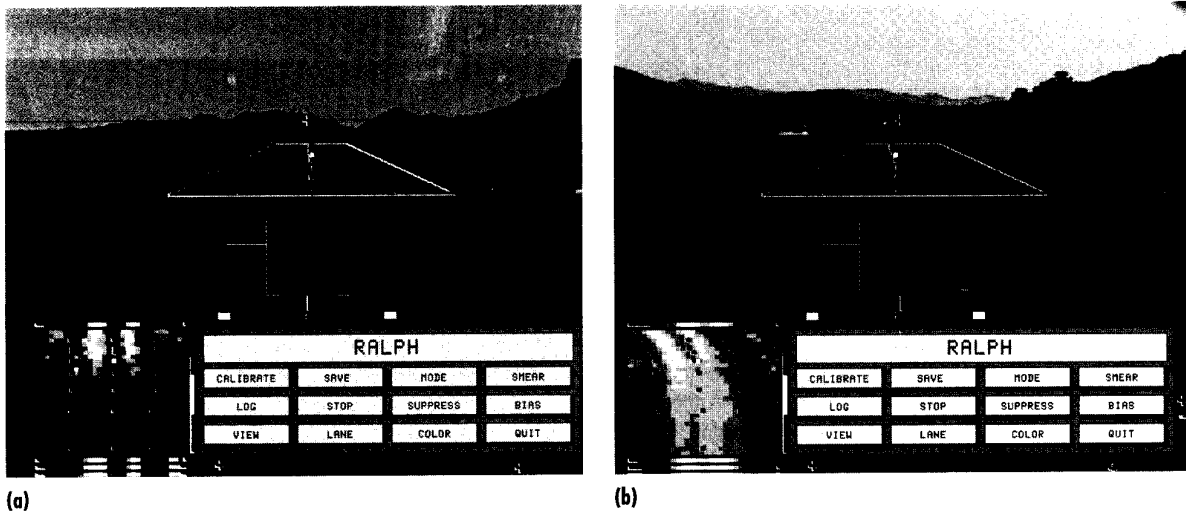 RALPH
CALIBRATE SAVE MODE SMEAR
LOG STOP SUPPRESS BIAS
VIEW LANE COLOR QUIT
(a)
RALPH
CALIBRATE SAVE MODE SMEAR
LOG STOP SUPPRESS BIAS
VIEW LANE COLOR QUIT
(b)